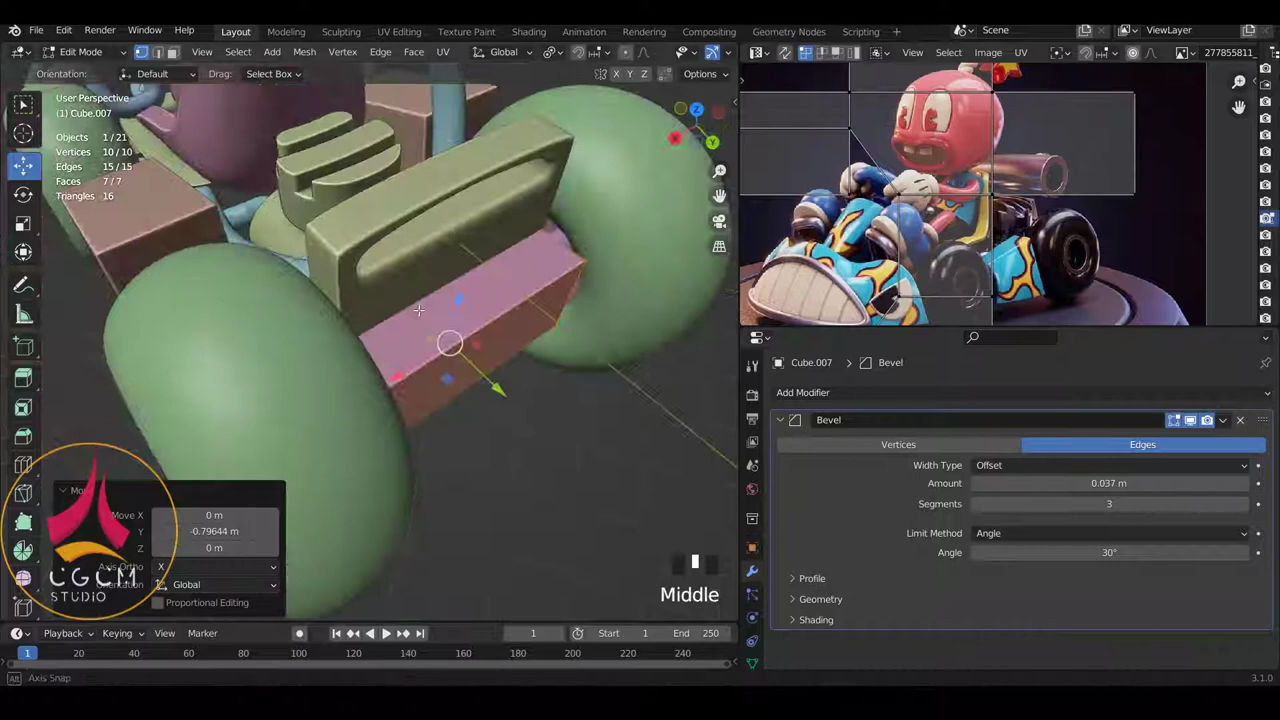 File Edit Render Window Help Layout Modeling Sculpting UV Editing Texture Paint Shading Animation Rendering Compositing Geometry Nodes Scripting Scene ViewLayer
Edit Mode View Select Add Mesh Vertex Edge Face UV Global View Select Image UV 277855811_
Orientation: Default Drag: Select Box X Y Z Options
User Perspective
(1) Cube.007
Objects 1/21
Vertices 10/10
Edges 15/15
Faces 7/7
Triangles 16
Z
Y
Cube.007 Bevel
Add Modifier
Bevel
Vertices Edges
Width Type Offset
Amount 0.037 m
Segments 3
Limit Method Angle
Angle 30°
Profile
Geometry
Shading
Move X 0 m
Y -0.79644 m
Z 0 m
Axis Ortho X
Global
Proportional Editing
CGCM
STUDIO
Middle
Playback Keying View Marker 1 Start 1 End 250
1 20 40 60 80 100 120 140 160 180 200 220 240
Alt Axis Snap 3.1.0